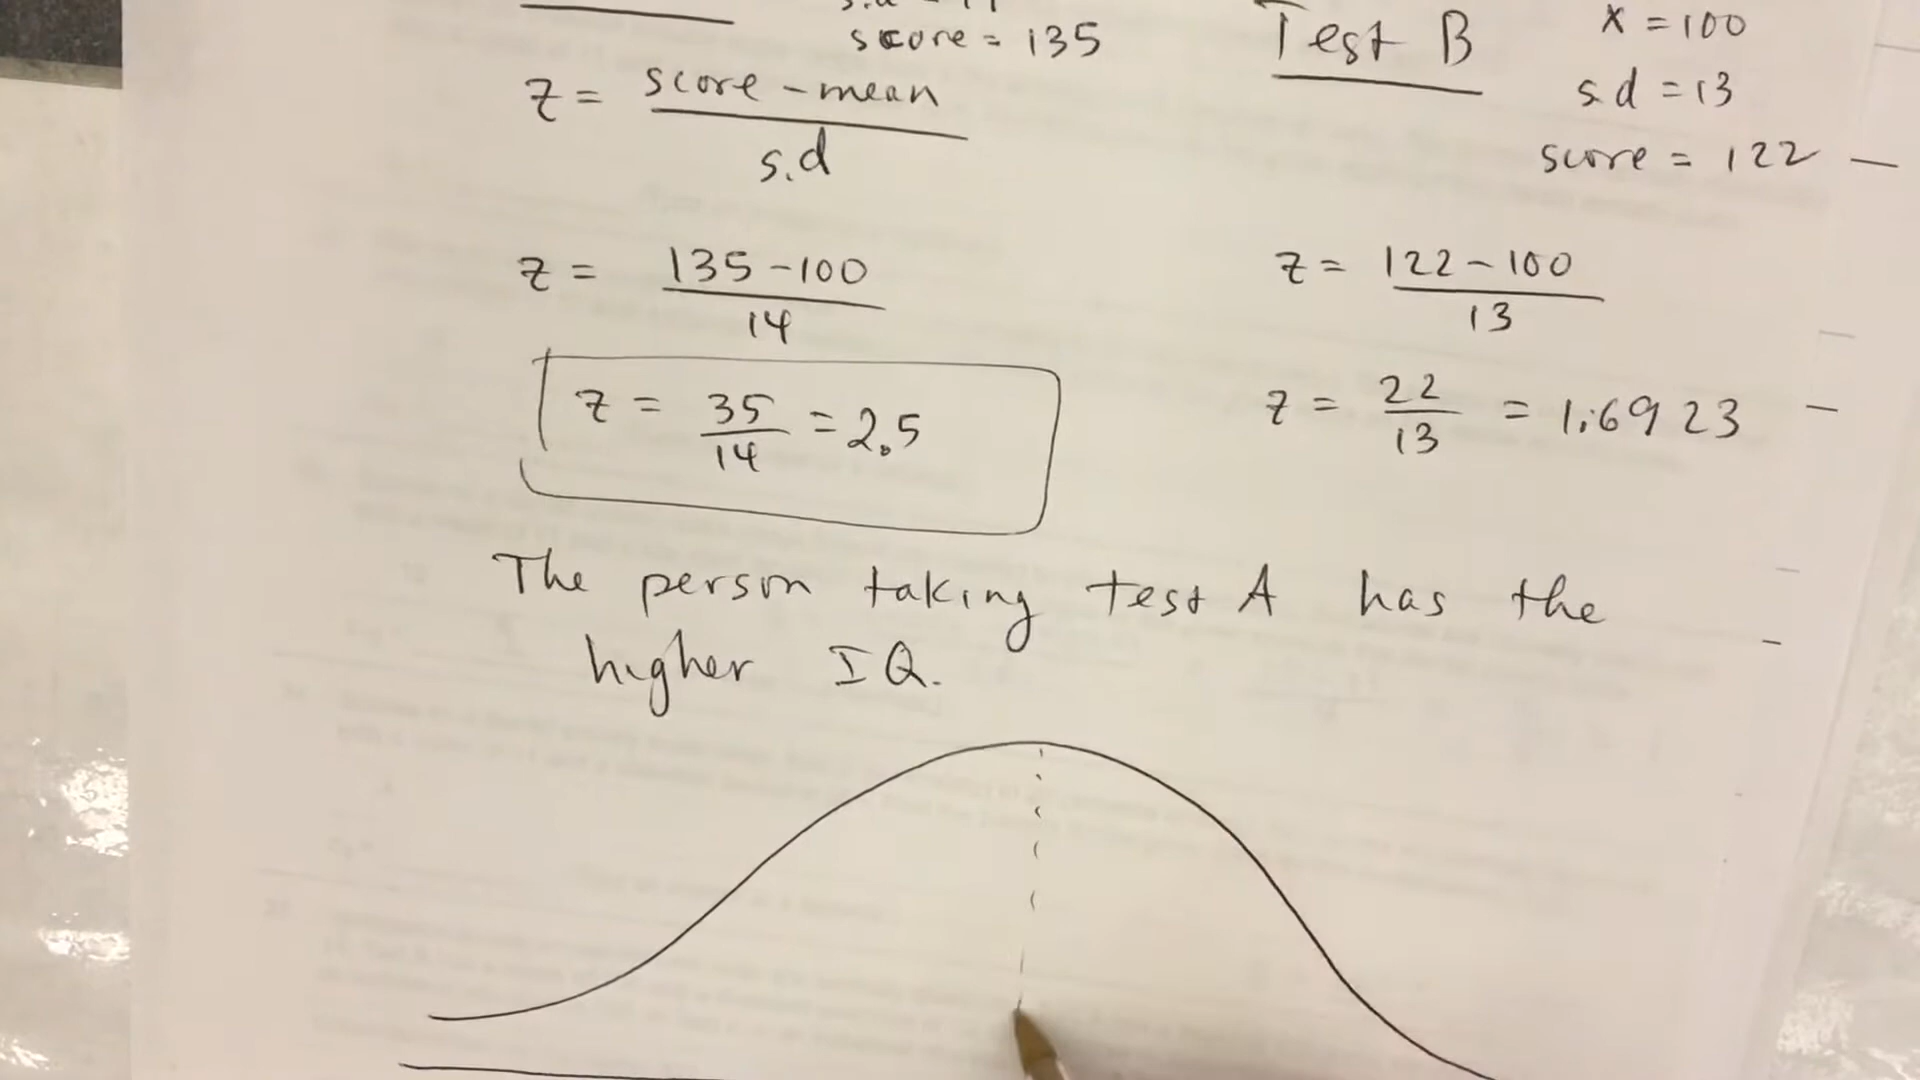 score = 135
z = score - mean
s.d
z = 135 - 100
14
z = 35 = 2.5
14
Test B
x = 100
s.d = 13
score = 122
z = 122 - 100
13
z = 22 = 1.6923
13
The person taking test A has the
higher IQ.